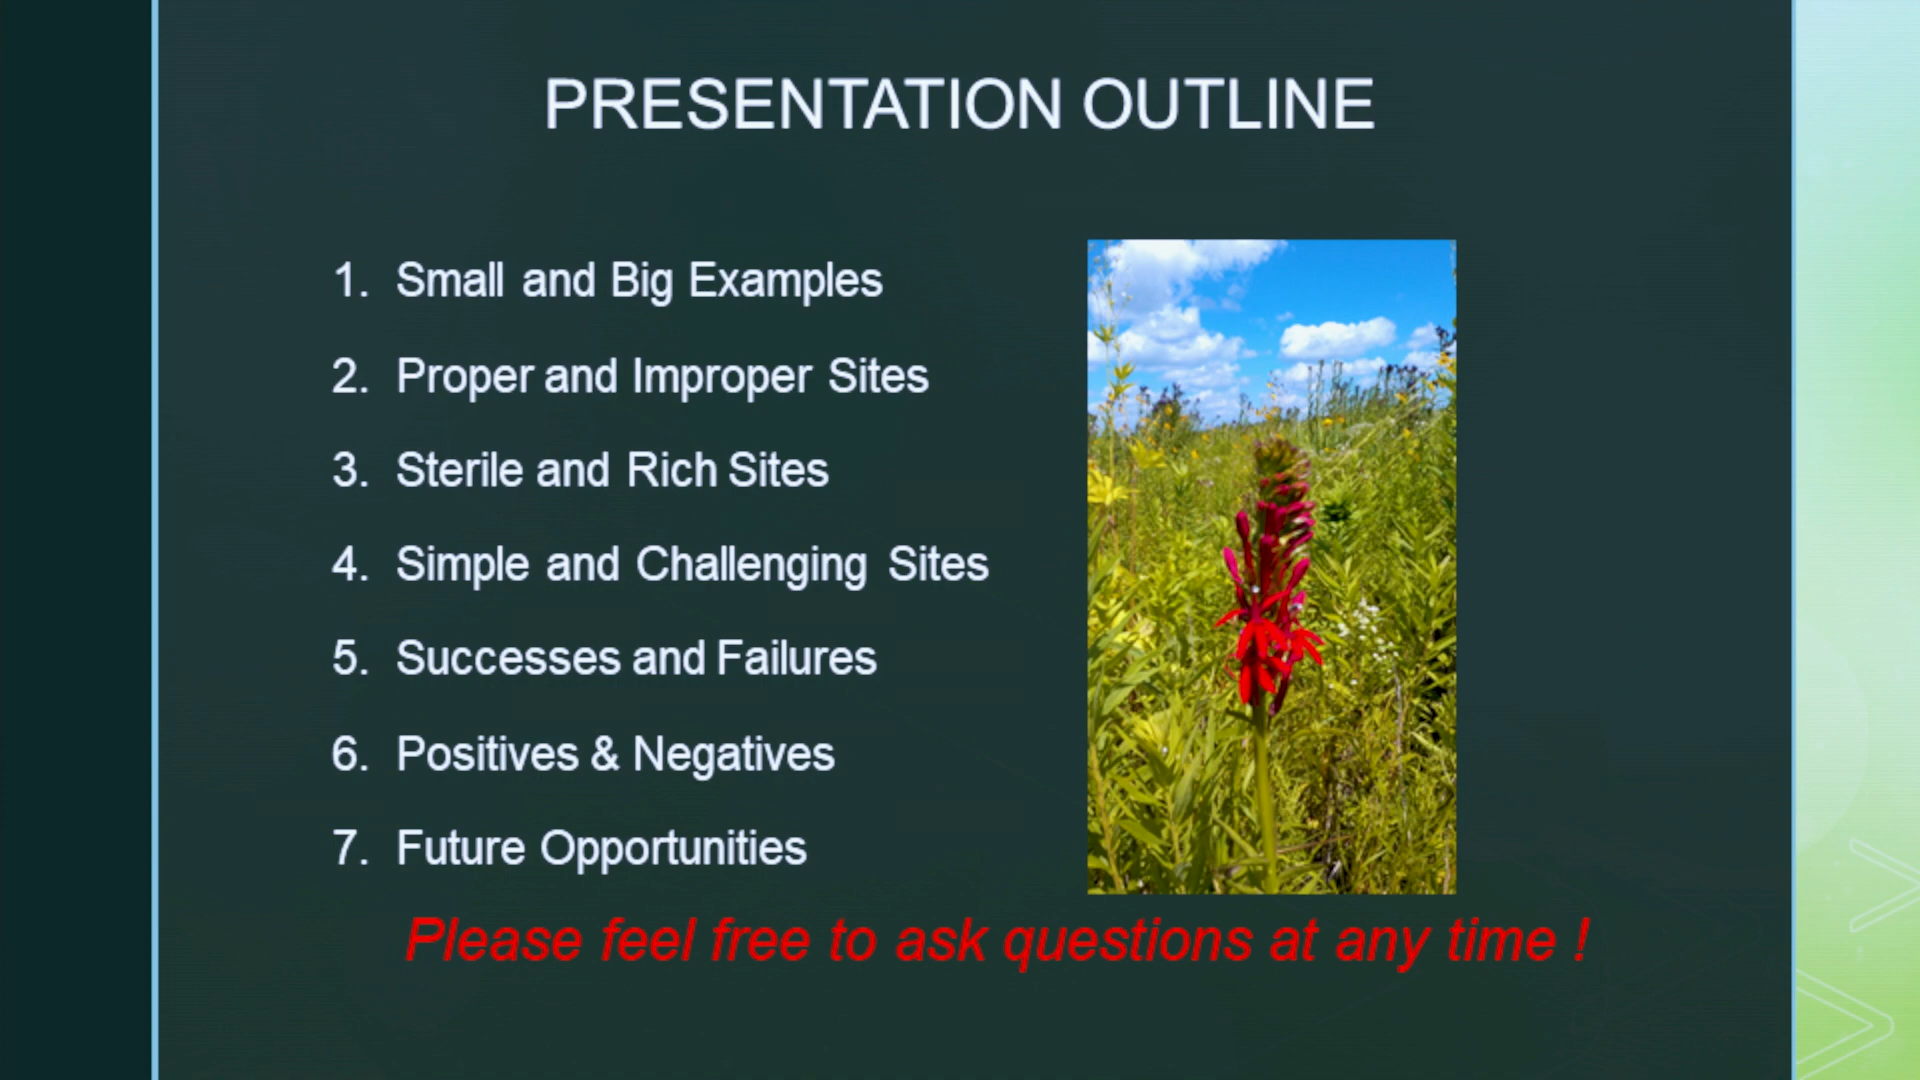 PRESENTATION OUTLINE
1. Small and Big Examples
2. Proper and Improper Sites
3. Sterile and Rich Sites
4. Simple and Challenging Sites
5. Successes and Failures
6. Positives & Negatives
7. Future Opportunities
Please feel free to ask questions at any time !